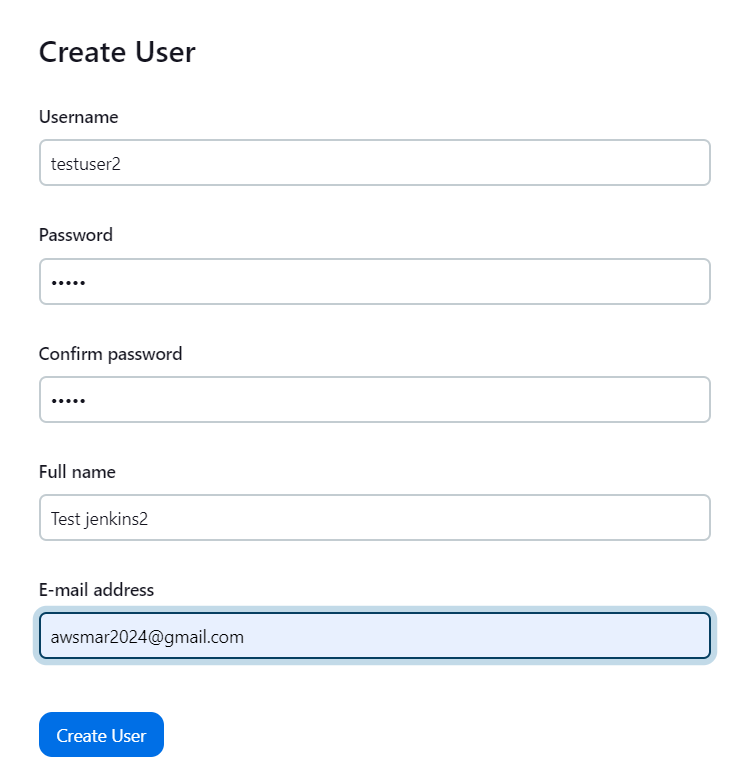 Create User
Username
testuser2
Password
•••••
Confirm password
•••••
Full name
Test jenkins2
E-mail address
awsmar2024@gmail.com
Create User